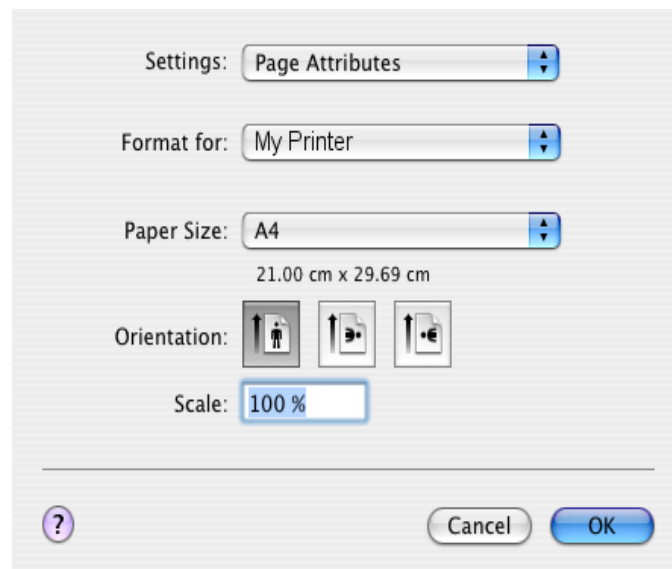 Settings: Page Attributes
Format for: My Printer
Paper Size: A4
21.00 cm x 29.69 cm
Orientation:
Scale: 100 %
? Cancel OK